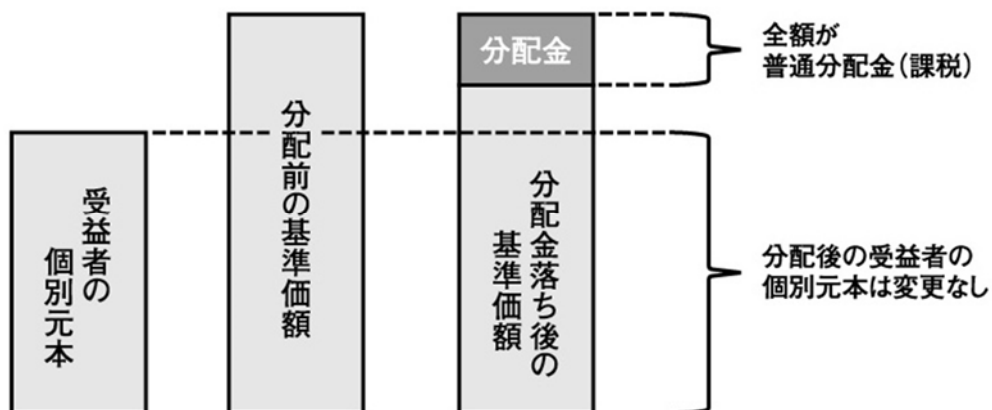 受益者の
個別元本
分配前の基準価額
分配金
分配金落ち後の
基準価額
全額が
普通分配金(課税)
分配後の受益者の
個別元本は変更なし